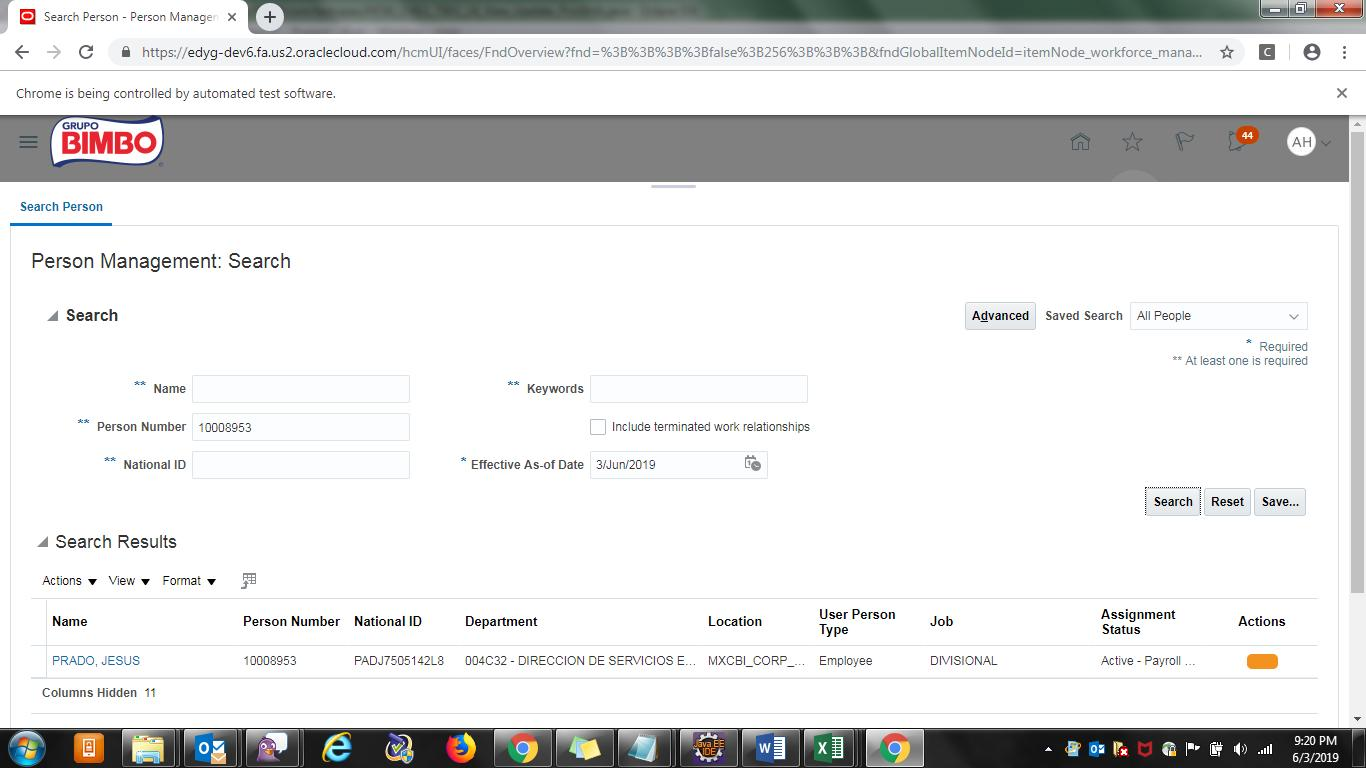 Search Person - Person Managem
https://edyg-dev6.fa.us2.oraclecloud.com/hcmUI/faces/FndOverview?fnd=%3B%3B%3B%3Bfalse%3B256%3B%3B%3B&fndGlobalItemNodeId=itemNode_workforce_mana...
C
Chrome is being controlled by automated test software.
GRUPO
BIMBO
44
AH
Search Person
Person Management: Search
Search
Advanced
Saved Search
All People
* Required
** At least one is required
** Name
** Keywords
** Person Number
10008953
Include terminated work relationships
** National ID
* Effective As-of Date
3/Jun/2019
Search
Reset
Save...
Search Results
Actions
View
Format
Name Person Number National ID Department Location User Person Type Job Assignment Status Actions
PRADO, JESUS 10008953 PADJ7505142L8 004C32 - DIRECCION DE SERVICIOS E... MXCBI_CORP_... Employee DIVISIONAL Active - Payroll ...
Columns Hidden 11
Java EE
IDE
9:20 PM
6/3/2019